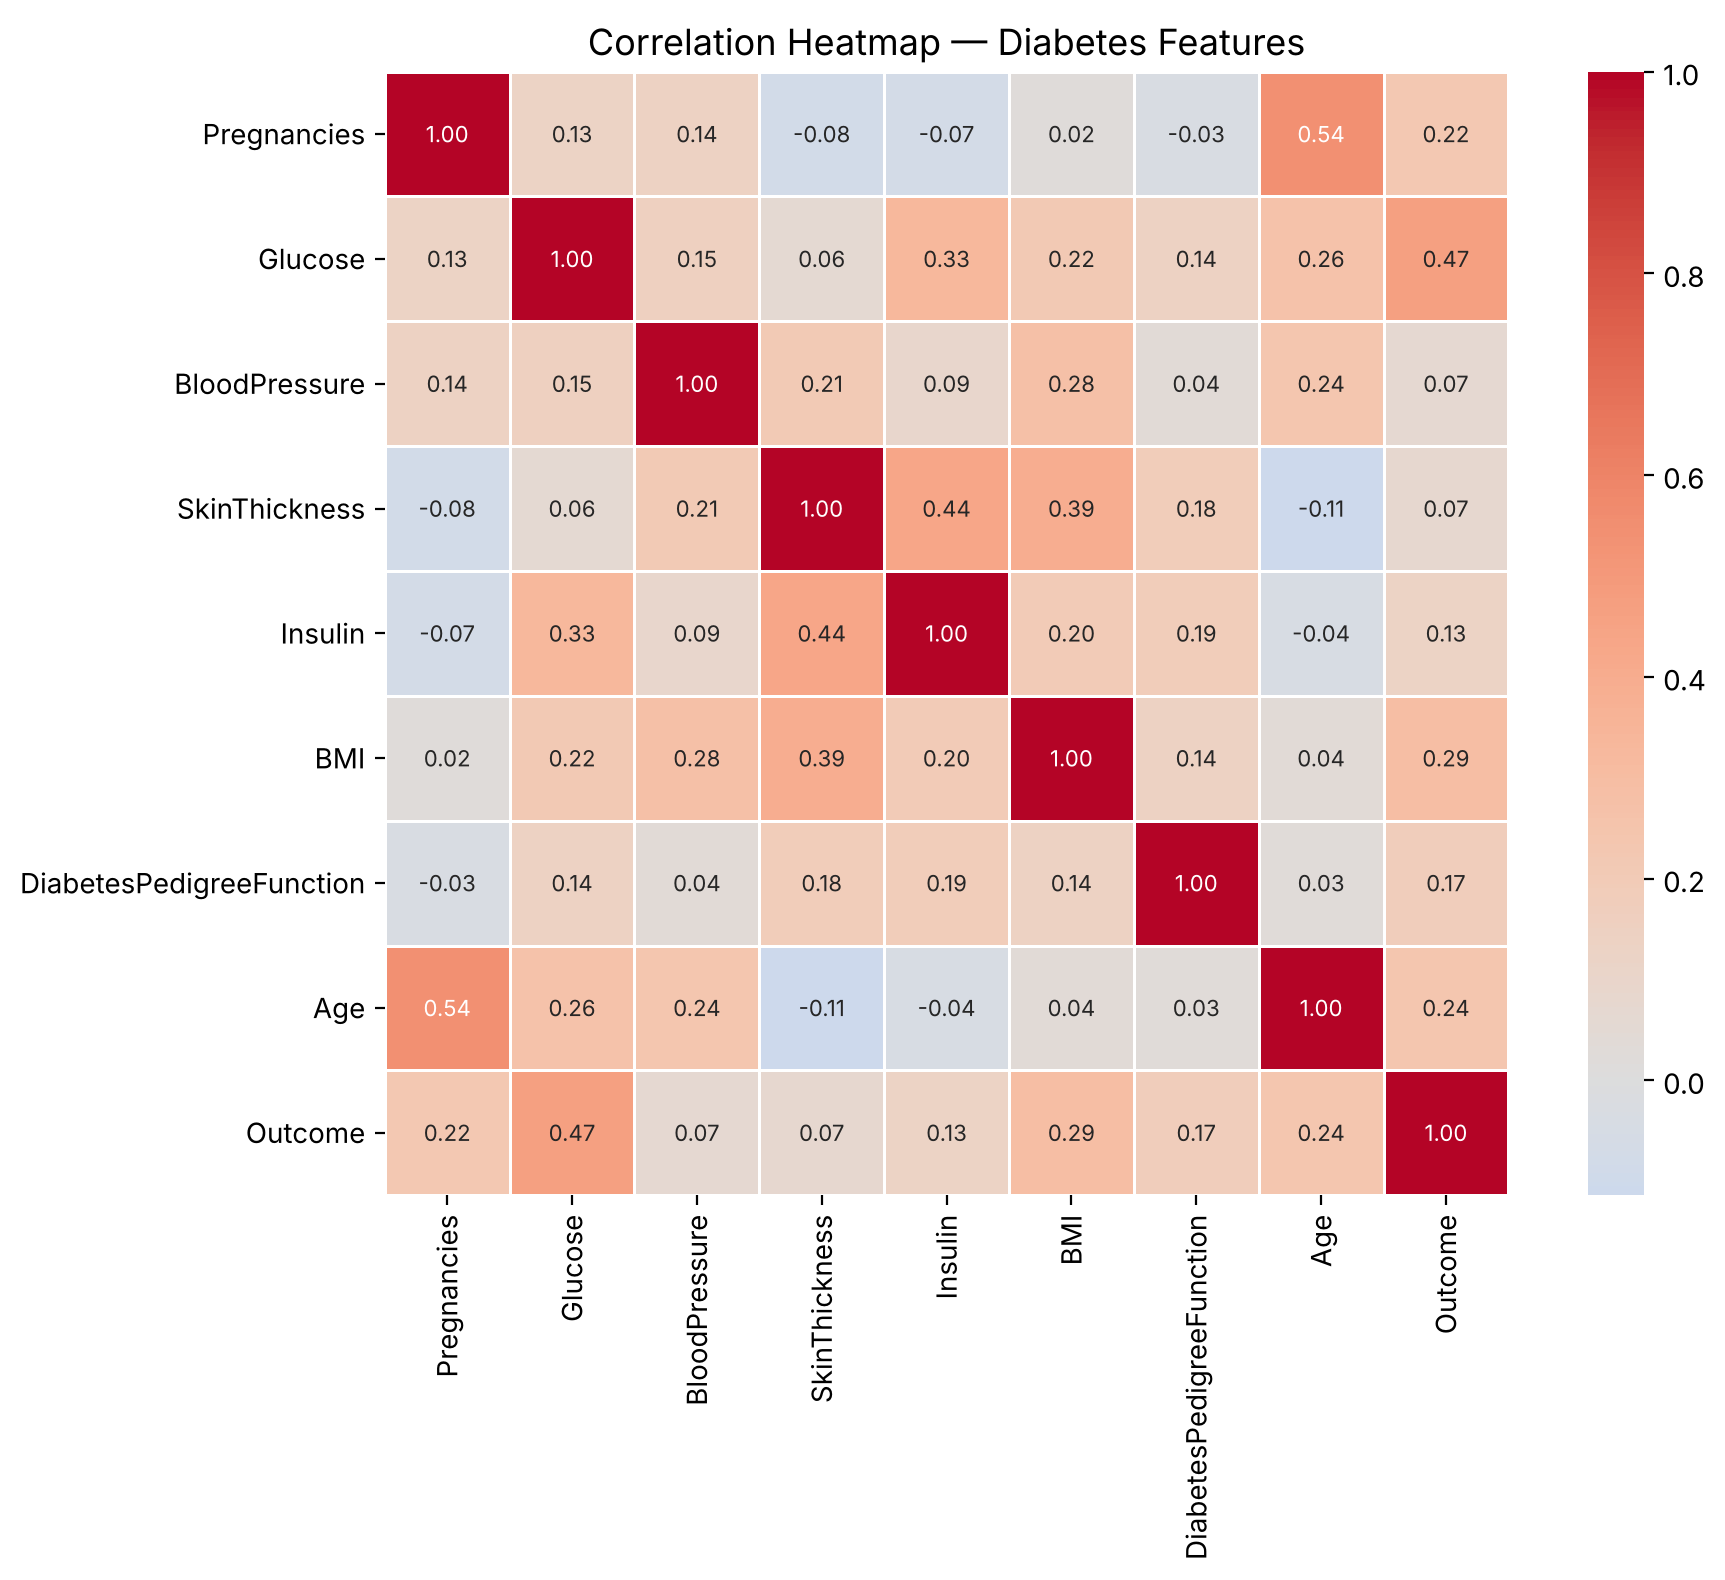 Correlation Heatmap — Diabetes Features
Pregnancies 1.00 0.13 0.14 -0.08 -0.07 0.02 -0.03 0.54 0.22
Glucose 0.13 1.00 0.15 0.06 0.33 0.22 0.14 0.26 0.47
BloodPressure 0.14 0.15 1.00 0.21 0.09 0.28 0.04 0.24 0.07
SkinThickness -0.08 0.06 0.21 1.00 0.44 0.39 0.18 -0.11 0.07
Insulin -0.07 0.33 0.09 0.44 1.00 0.20 0.19 -0.04 0.13
BMI 0.02 0.22 0.28 0.39 0.20 1.00 0.14 0.04 0.29
DiabetesPedigreeFunction -0.03 0.14 0.04 0.18 0.19 0.14 1.00 0.03 0.17
Age 0.54 0.26 0.24 -0.11 -0.04 0.04 0.03 1.00 0.24
Outcome 0.22 0.47 0.07 0.07 0.13 0.29 0.17 0.24 1.00
Pregnancies
Glucose
BloodPressure
SkinThickness
Insulin
BMI
DiabetesPedigreeFunction
Age
Outcome
1.0
0.8
0.6
0.4
0.2
0.0